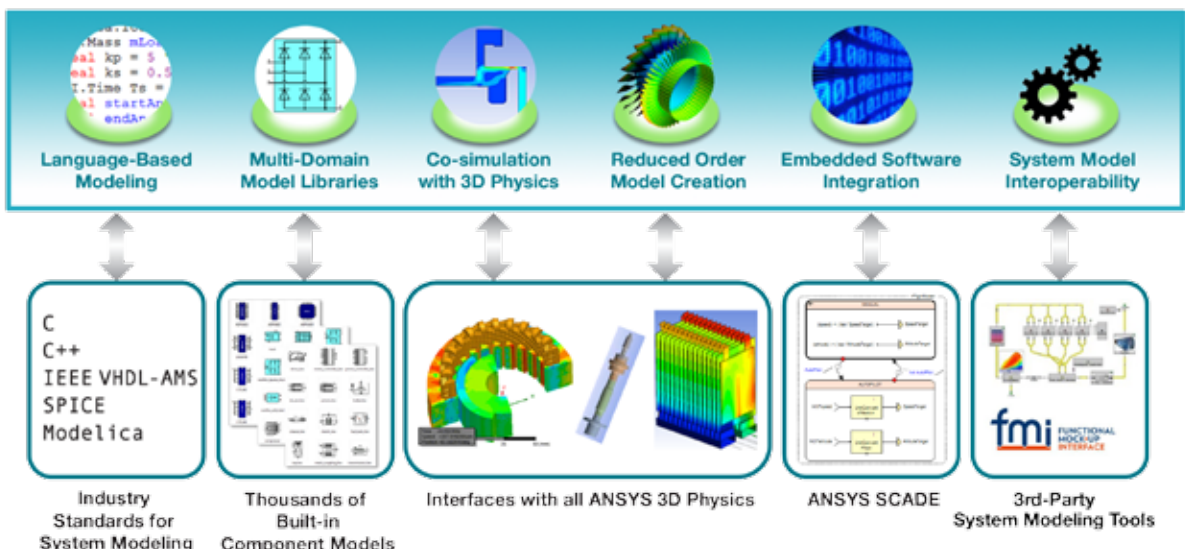 .Mass mLoa
eal kp = 5
eal ks = 0.5
I.Time Ts =
al startAn
endAn
Language-Based
Modeling
Multi-Domain
Model Libraries
Co-simulation
with 3D Physics
Reduced Order
Model Creation
Embedded Software
Integration
System Model
Interoperability
C
C++
IEEE VHDL-AMS
SPICE
Modelica
fmi FUNCTIONAL
MOCK-UP
INTERFACE
Industry
Standards for
System Modeling
Thousands of
Built-in
Component Models
Interfaces with all ANSYS 3D Physics
ANSYS SCADE
3rd-Party
System Modeling Tools